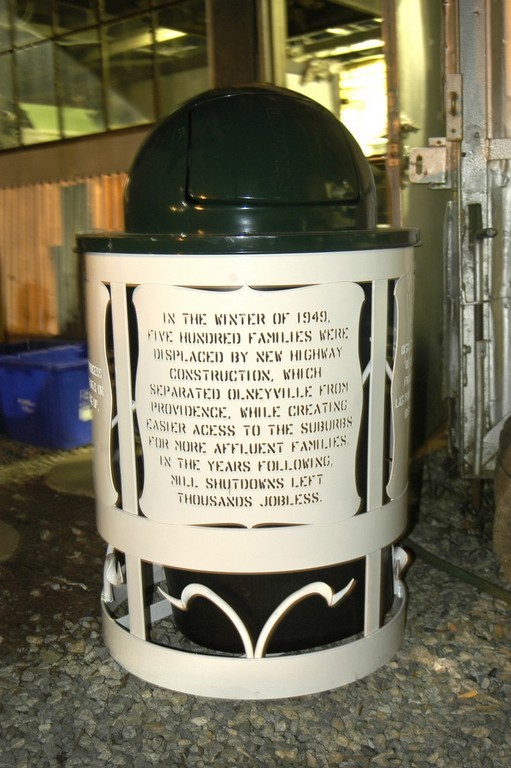 IN THE WINTER OF 1949,
FIVE HUNDRED FAMILIES WERE
DISPLACED BY NEW HIGHWAY
CONSTRUCTION, WHICH
SEPARATED OLNEYVILLE FROM
PROVIDENCE, WHILE CREATING
EASIER ACESS TO THE SUBURBS
FOR MORE AFFLUENT FAMILIES.
IN THE YEARS FOLLOWING,
MILL SHUTDOWNS LEFT
THOUSANDS JOBLESS.